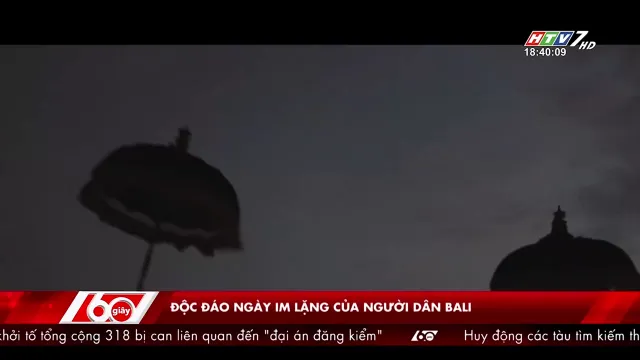 HTV7 HD
18:40:09
60 giây
ĐỘC ĐÁO NGÀY IM LẶNG CỦA NGƯỜI DÂN BALI
khởi tố tổng cộng 318 bị can liên quan đến "đại án đăng kiểm" 60 Huy động các tàu tìm kiếm